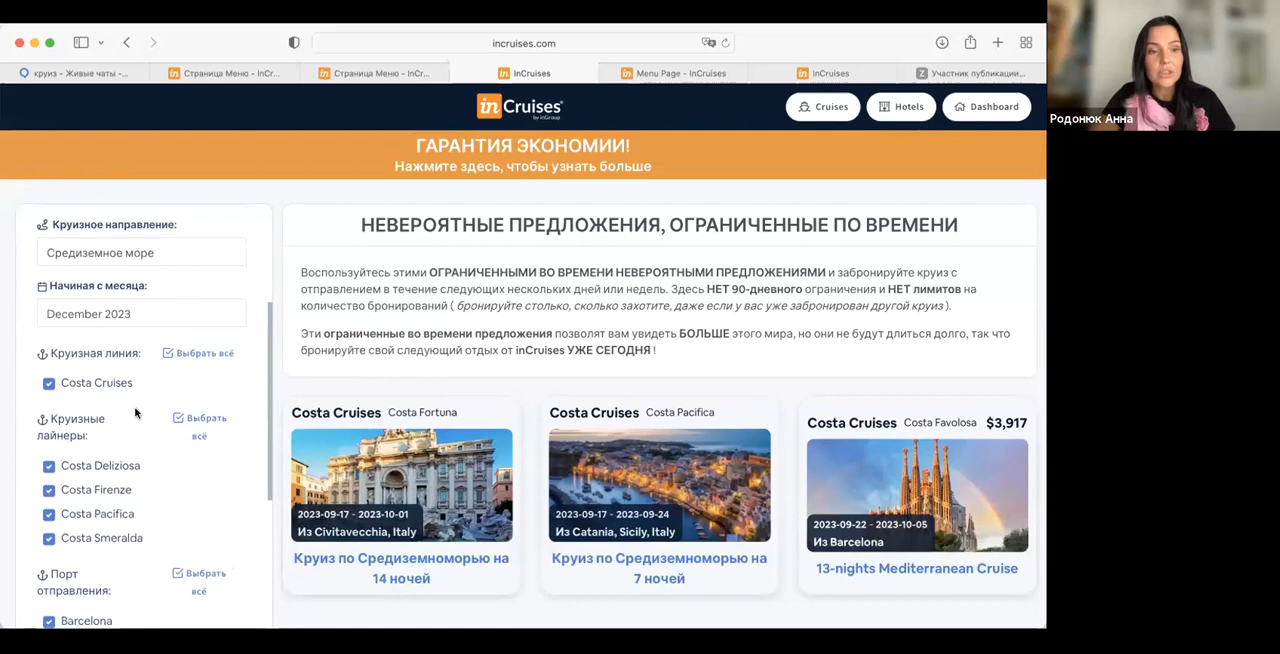 incruises.com
круиз - Живые чаты -...
Страница Меню - InCr...
Страница Меню - InCr...
InCruises
Menu Page - InCruises
InCruises
Участник публикации...
in Cruises
by inGroup
Cruises
Hotels
Dashboard
ГАРАНТИЯ ЭКОНОМИИ!
Нажмите здесь, чтобы узнать больше
Родонюк Анна
Круизное направление:
Средиземное море
Начиная с месяца:
December 2023
Круизная линия:
Выбрать всё
Costa Cruises
Круизные
лайнеры:
Выбрать
всё
Costa Deliziosa
Costa Firenze
Costa Pacifica
Costa Smeralda
Порт
отправления:
Выбрать
всё
Barcelona
НЕВЕРОЯТНЫЕ ПРЕДЛОЖЕНИЯ, ОГРАНИЧЕННЫЕ ПО ВРЕМЕНИ
Воспользуйтесь этими ОГРАНИЧЕННЫМИ ВО ВРЕМЕНИ НЕВЕРОЯТНЫМИ ПРЕДЛОЖЕНИЯМИ и забронируйте круиз с
отправлением в течение следующих нескольких дней или недель. Здесь НЕТ 90-дневного ограничения и НЕТ лимитов на
количество бронирований ( бронируйте столько, сколько захотите, даже если у вас уже забронирован другой круиз ).
Эти ограниченные во времени предложения позволят вам увидеть БОЛЬШЕ этого мира, но они не будут длиться долго, так что
бронируйте свой следующий отдых от inCruises УЖЕ СЕГОДНЯ !
Costa Cruises Costa Fortuna
2023-09-17 - 2023-10-01
Из Civitavecchia, Italy
Круиз по Средиземноморью на
14 ночей
Costa Cruises Costa Pacifica
2023-09-17 - 2023-09-24
Из Catania, Sicily, Italy
Круиз по Средиземноморью на
7 ночей
Costa Cruises Costa Favolosa $3,917
2023-09-22 - 2023-10-05
Из Barcelona
13-nights Mediterranean Cruise